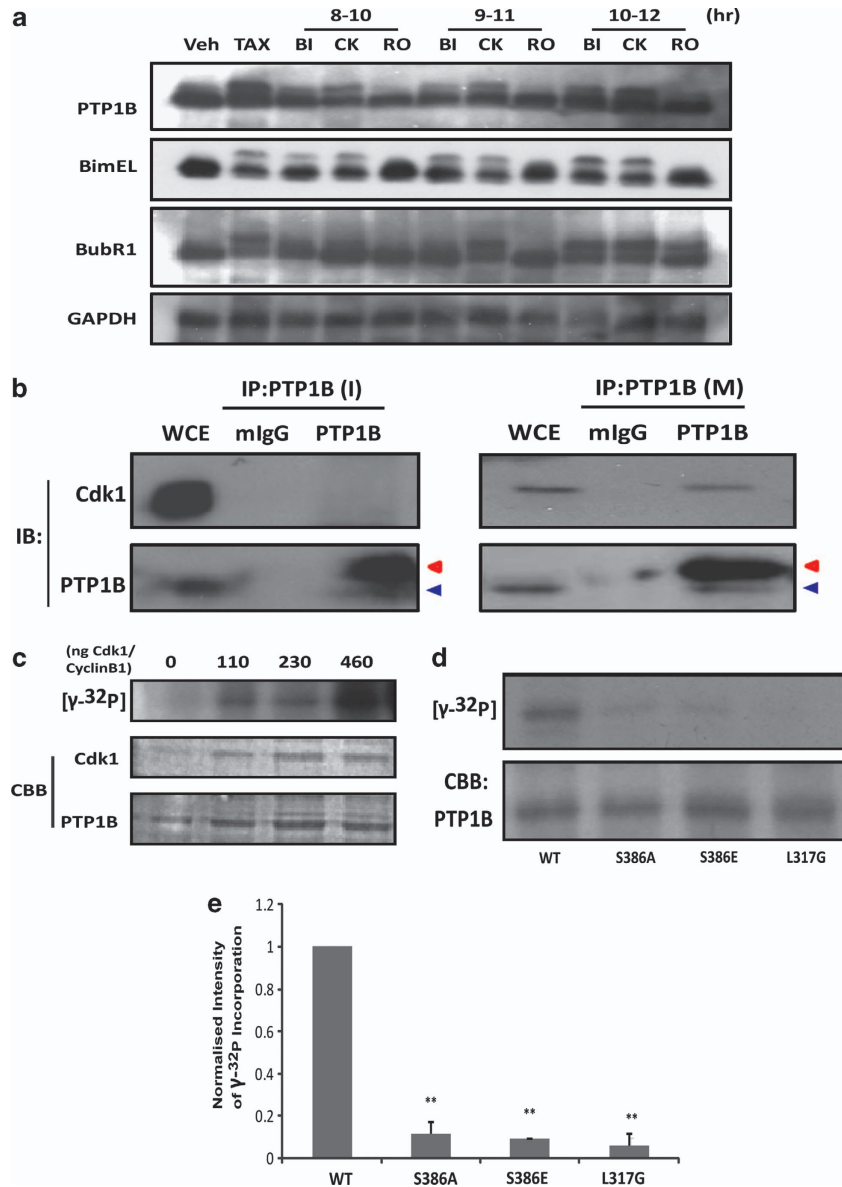 a
8-10 9-11 10-12 (hr)
Veh TAX BI CK RO BI CK RO BI CK RO
PTP1B
BimEL
BubR1
GAPDH
b
IP:PTP1B (I)
WCE mIgG PTP1B
IP:PTP1B (M)
WCE mIgG PTP1B
IB:
Cdk1
PTP1B
c
(ng Cdk1/
CyclinB1)
0 110 230 460
[γ-32P]
CBB
Cdk1
PTP1B
d
[γ-32P]
CBB:
PTP1B
WT S386A S386E L317G
e
Normalised Intensity
of γ-32P Incorporation
1.2
1
0.8
0.6
0.4
0.2
0
** ** **
WT S386A S386E L317G